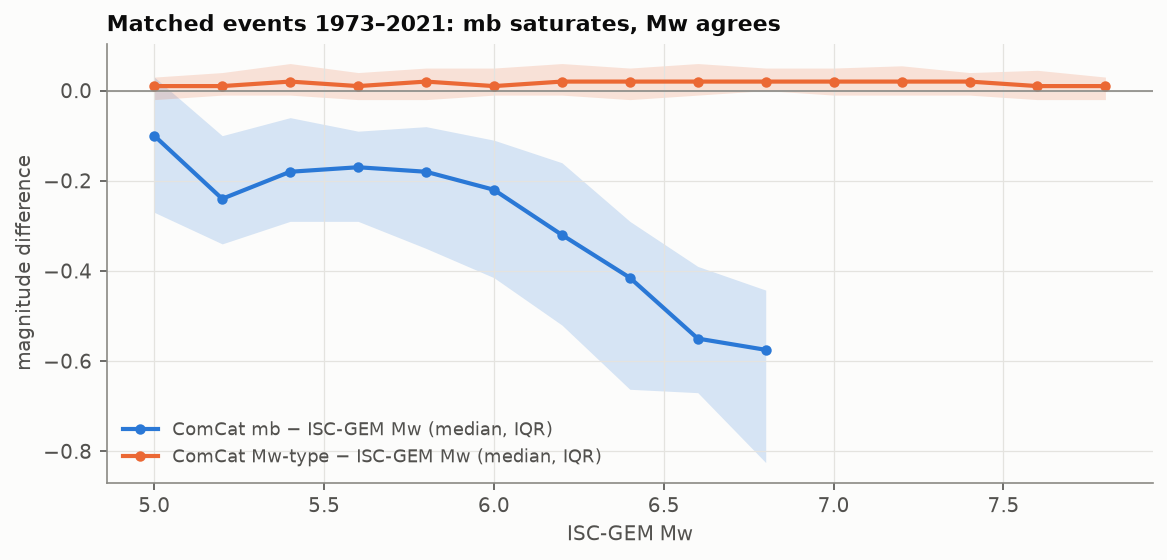 Matched events 1973–2021: mb saturates, Mw agrees
magnitude difference
0.0
−0.2
−0.4
−0.6
−0.8
ComCat mb − ISC-GEM Mw (median, IQR)
ComCat Mw-type − ISC-GEM Mw (median, IQR)
5.0 5.5 6.0 6.5 7.0 7.5
ISC-GEM Mw